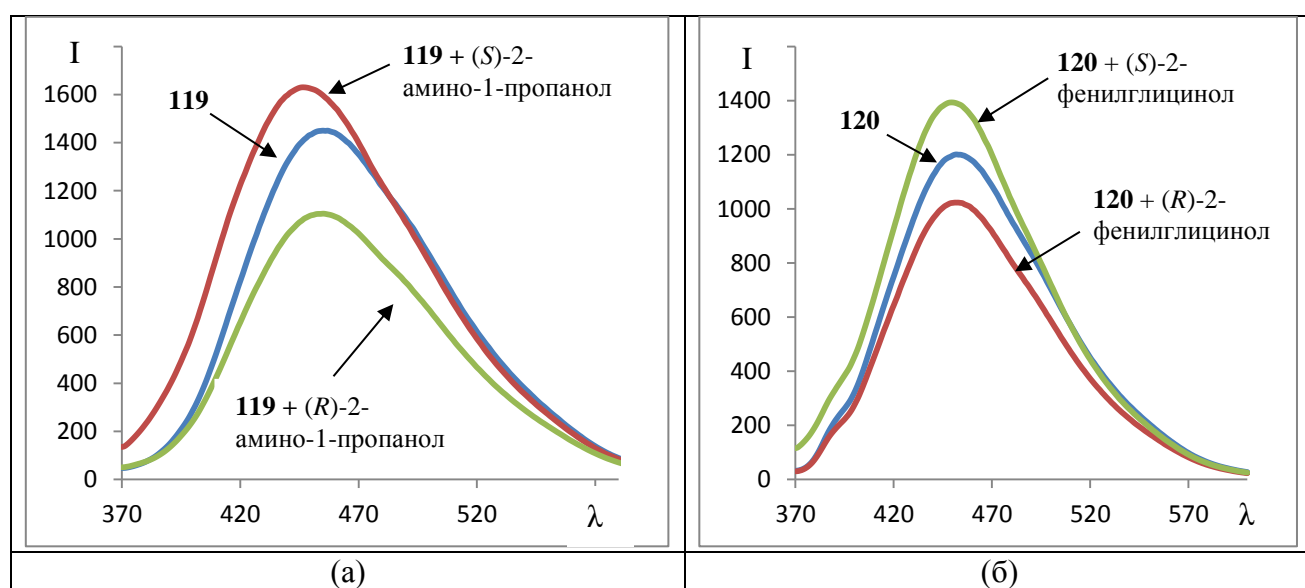 I
1600
1400
1200
1000
800
600
400
200
0
370
420
470
520
λ
119 + (S)-2-
амино-1-пропанол
119
119 + (R)-2-
амино-1-пропанол
(а)
I
1400
1200
1000
800
600
400
200
0
370
420
470
520
570
λ
120 + (S)-2-
фенилглицинол
120
120 + (R)-2-
фенилглицинол
(б)